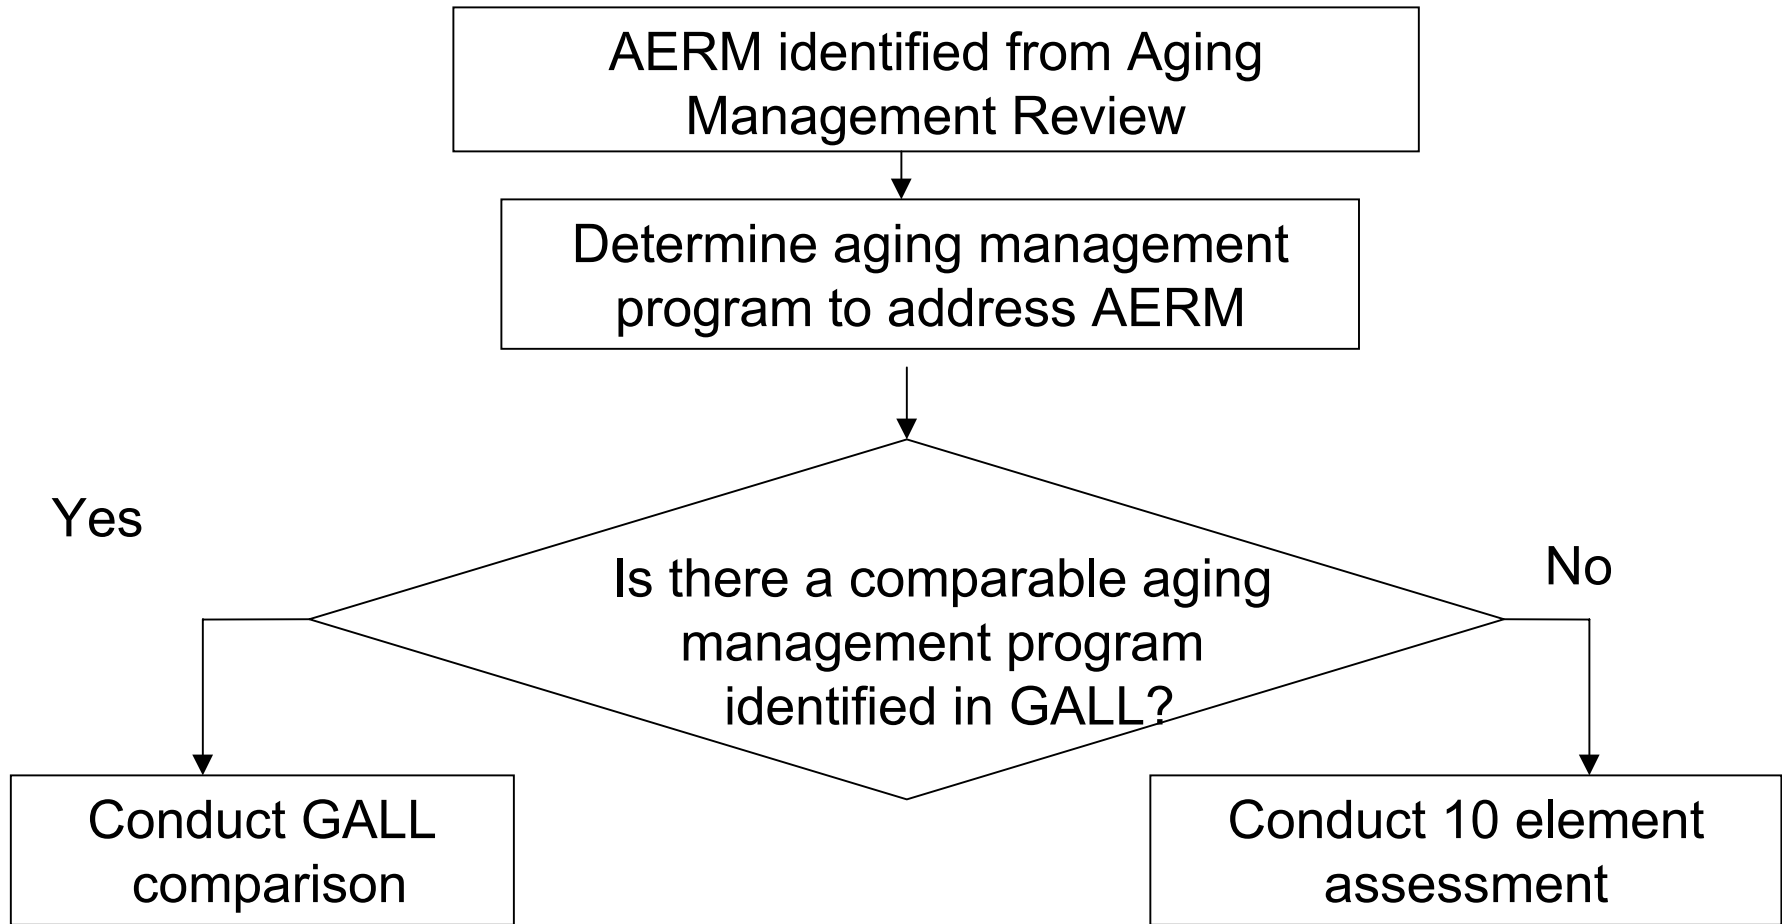 AERM identified from Aging
Management Review
Determine aging management
program to address AERM
Yes
No
Is there a comparable aging
management program
identified in GALL?
Conduct GALL
comparison
Conduct 10 element
assessment